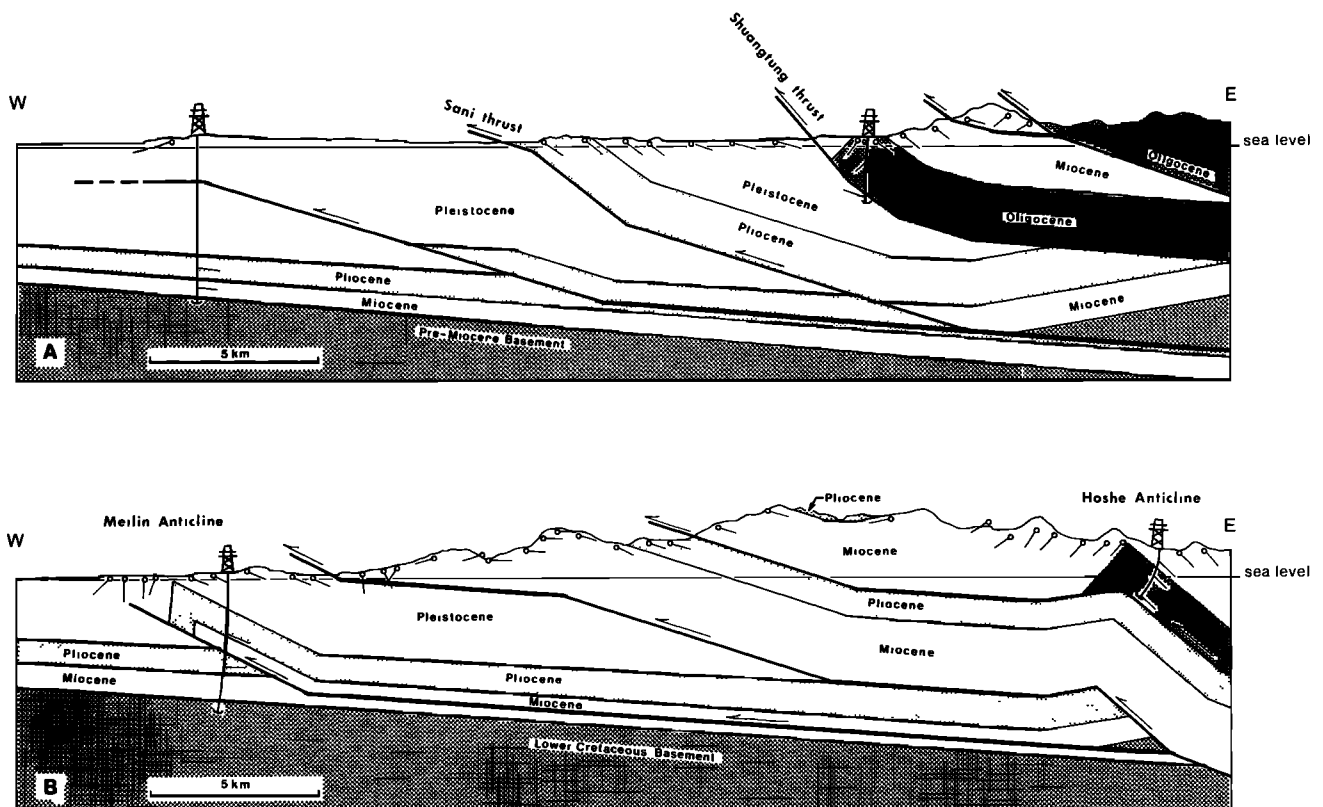 Shuangtung thrust
W
E
Sani thrust
sea level
Oligocene
Miocene
Pleistocene
Pleistocene
Oligocene
Pliocene
Pliocene
Miocene
Miocene
Pre-Miocene Basement
A
5 km
Pliocene
Meilin Anticline
Hoshe Anticline
W
E
Miocene
sea level
Pliocene
Pleistocene
Miocene
Pliocene
Pliocene
Miocene
Miocene
Lower Cretaceous Basement
B
5 km